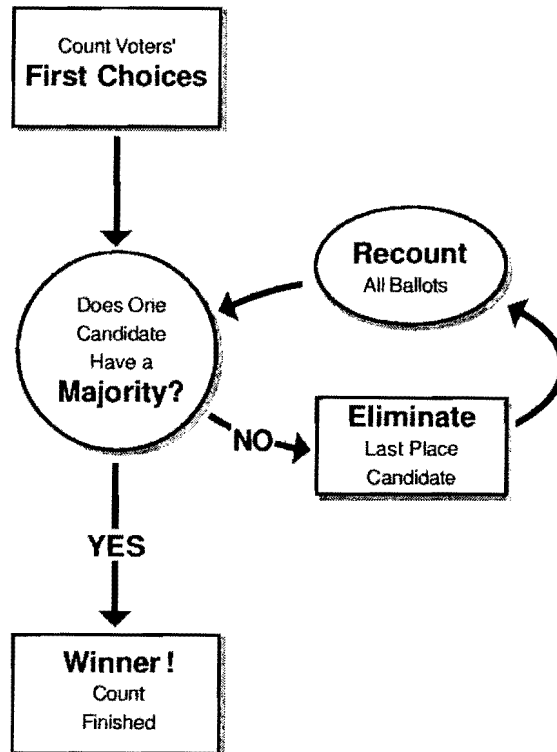 Count Voters'
First Choices
Does One
Candidate
Have a
Majority?
NO
Eliminate
Last Place
Candidate
Recount
All Ballots
YES
Winner !
Count
Finished